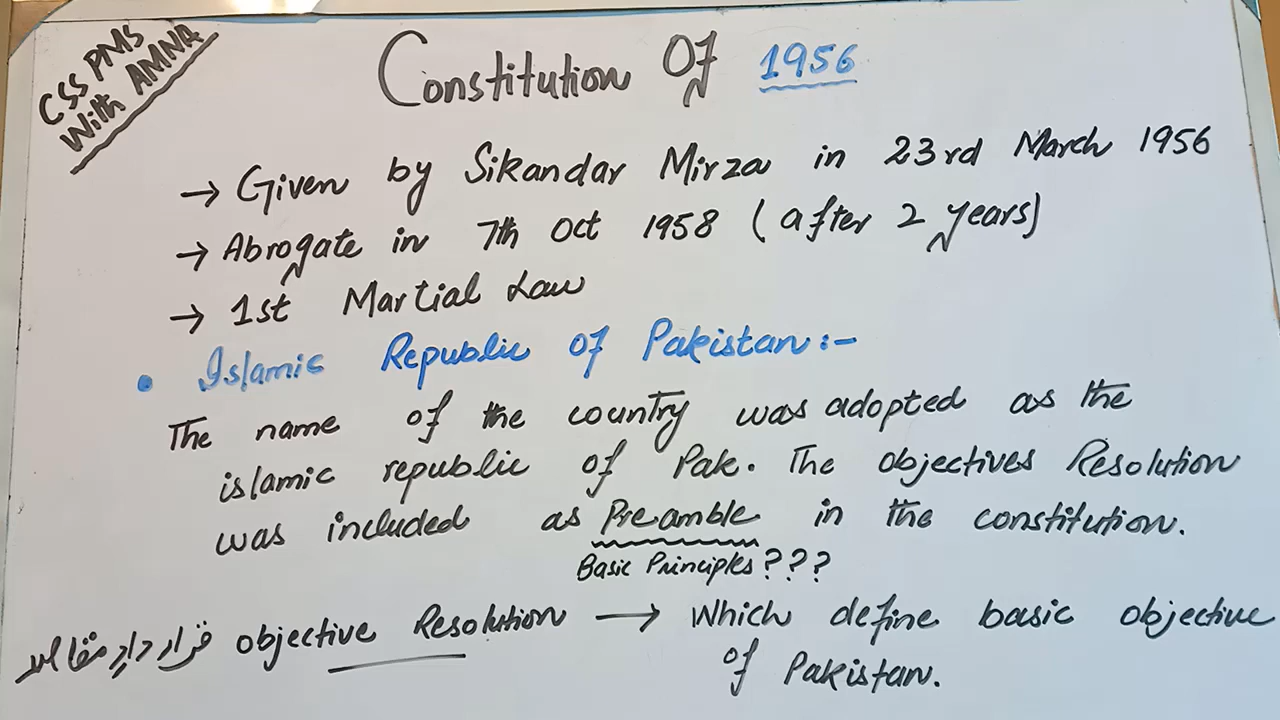 CSS PMS
With AMNA
Constitution Of 1956
→ Given by Sikandar Mirza in 23rd March 1956
→ Abrogate in 7th Oct 1958 (after 2 years)
→ 1st Martial Law
• Islamic Republic of Pakistan:-
The name of the country was adopted as the
islamic republic of Pak. The objectives Resolution
was included as Preamble in the constitution.
Basic Principles???
قرار دادِ مقاصد objective Resolution → Which define basic objective
of Pakistan.